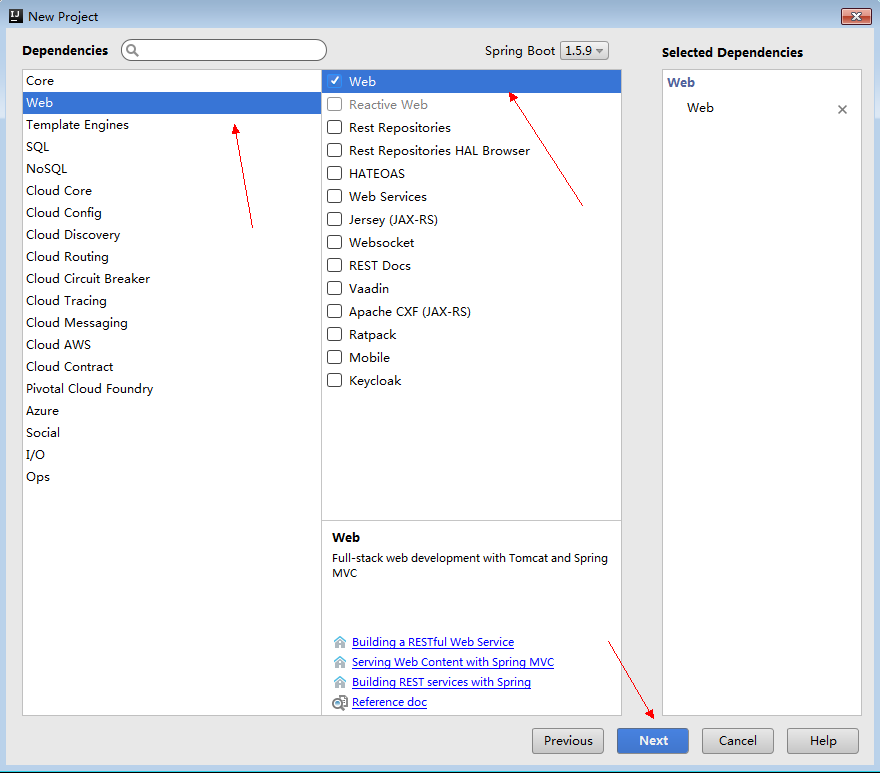 New Project
Dependencies
Spring Boot 1.5.9
Selected Dependencies
Core
Web
Template Engines
SQL
NoSQL
Cloud Core
Cloud Config
Cloud Discovery
Cloud Routing
Cloud Circuit Breaker
Cloud Tracing
Cloud Messaging
Cloud AWS
Cloud Contract
Pivotal Cloud Foundry
Azure
Social
I/O
Ops
Web
Reactive Web
Rest Repositories
Rest Repositories HAL Browser
HATEOAS
Web Services
Jersey (JAX-RS)
Websocket
REST Docs
Vaadin
Apache CXF (JAX-RS)
Ratpack
Mobile
Keycloak
Web
Full-stack web development with Tomcat and Spring
MVC
Building a RESTful Web Service
Serving Web Content with Spring MVC
Building REST services with Spring
Reference doc
Web
Web
Previous
Next
Cancel
Help